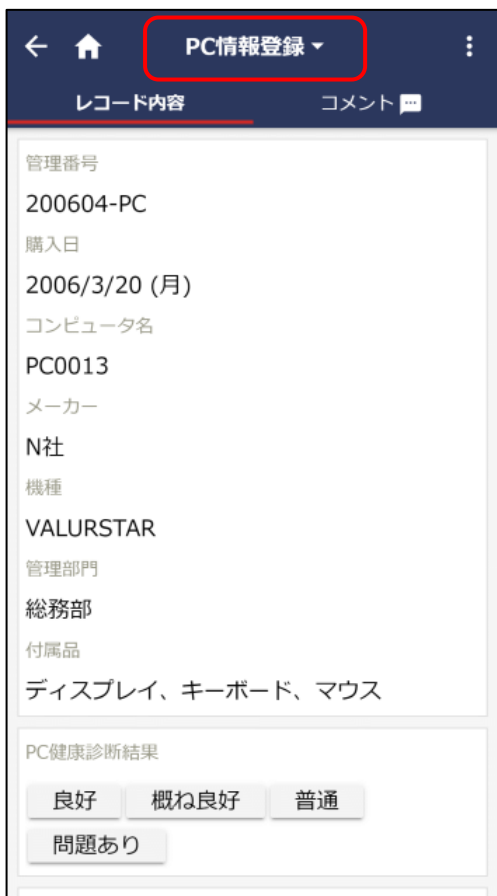 PC情報登録
レコード内容 コメント
管理番号
200604-PC
購入日
2006/3/20 (月)
コンピュータ名
PC0013
メーカー
N社
機種
VALURSTAR
管理部門
総務部
付属品
ディスプレイ、キーボード、マウス
PC健康診断結果
良好 概ね良好 普通
問題あり